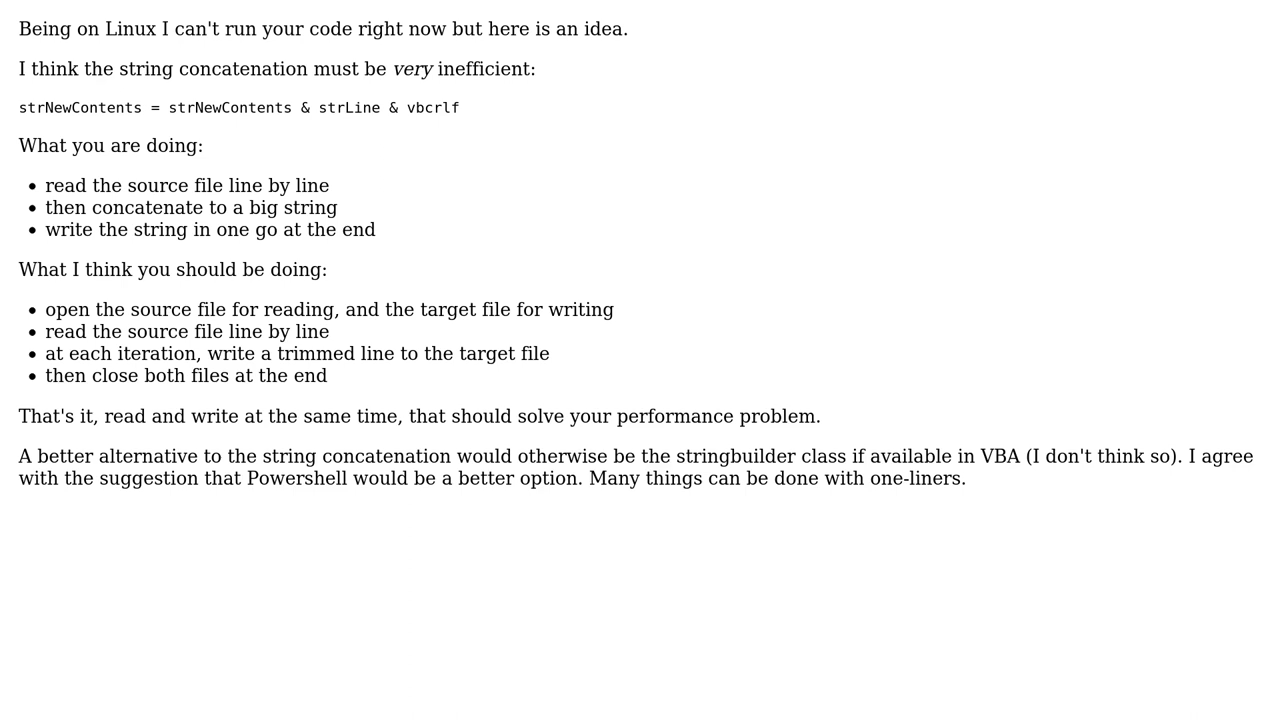 Being on Linux I can't run your code right now but here is an idea.
I think the string concatenation must be very inefficient:
strNewContents = strNewContents & strLine & vbcrlf
What you are doing:
• read the source file line by line
• then concatenate to a big string
• write the string in one go at the end
What I think you should be doing:
• open the source file for reading, and the target file for writing
• read the source file line by line
• at each iteration, write a trimmed line to the target file
• then close both files at the end
That's it, read and write at the same time, that should solve your performance problem.
A better alternative to the string concatenation would otherwise be the stringbuilder class if available in VBA (I don't think so). I agree
with the suggestion that Powershell would be a better option. Many things can be done with one-liners.